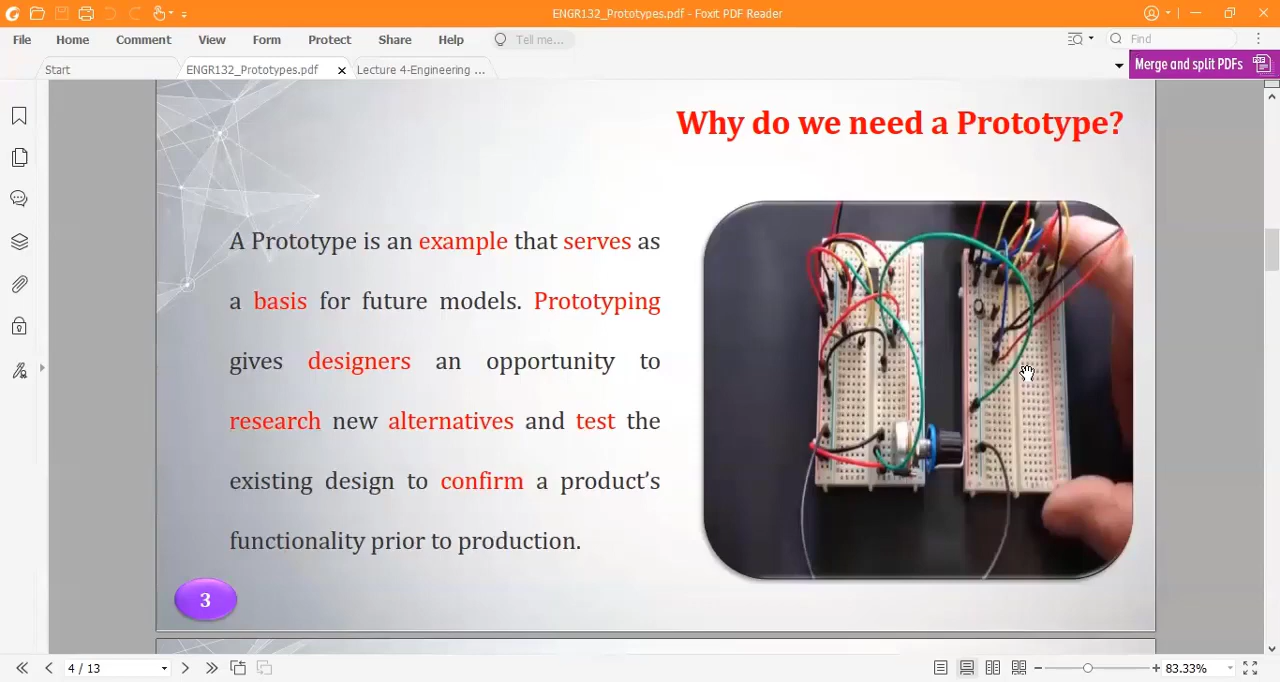 ENGR132_Prototypes.pdf - Foxit PDF Reader
File Home Comment View Form Protect Share Help Tell me... Find
Start ENGR132_Prototypes.pdf Lecture 4-Engineering ... Merge and split PDFs
Why do we need a Prototype?
A Prototype is an example that serves as
a basis for future models. Prototyping
gives designers an opportunity to
research new alternatives and test the
existing design to confirm a product's
functionality prior to production.
3
4 / 13 83.33%